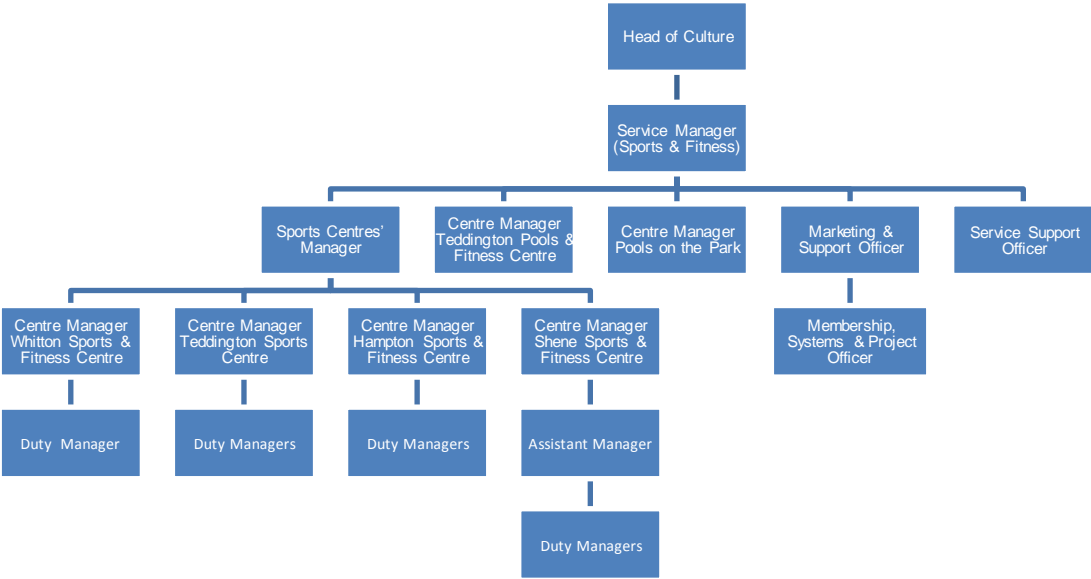 Head of Culture
Service Manager
(Sports & Fitness)
Sports Centres'
Manager
Centre Manager
Teddington Pools &
Fitness Centre
Centre Manager
Pools on the Park
Marketing &
Support Officer
Service Support
Officer
Centre Manager
Whitton Sports &
Fitness Centre
Centre Manager
Teddington Sports
Centre
Centre Manager
Hampton Sports &
Fitness Centre
Centre Manager
Shene Sports &
Fitness Centre
Membership,
Systems & Project
Officer
Duty Manager
Duty Managers
Duty Managers
Assistant Manager
Duty Managers